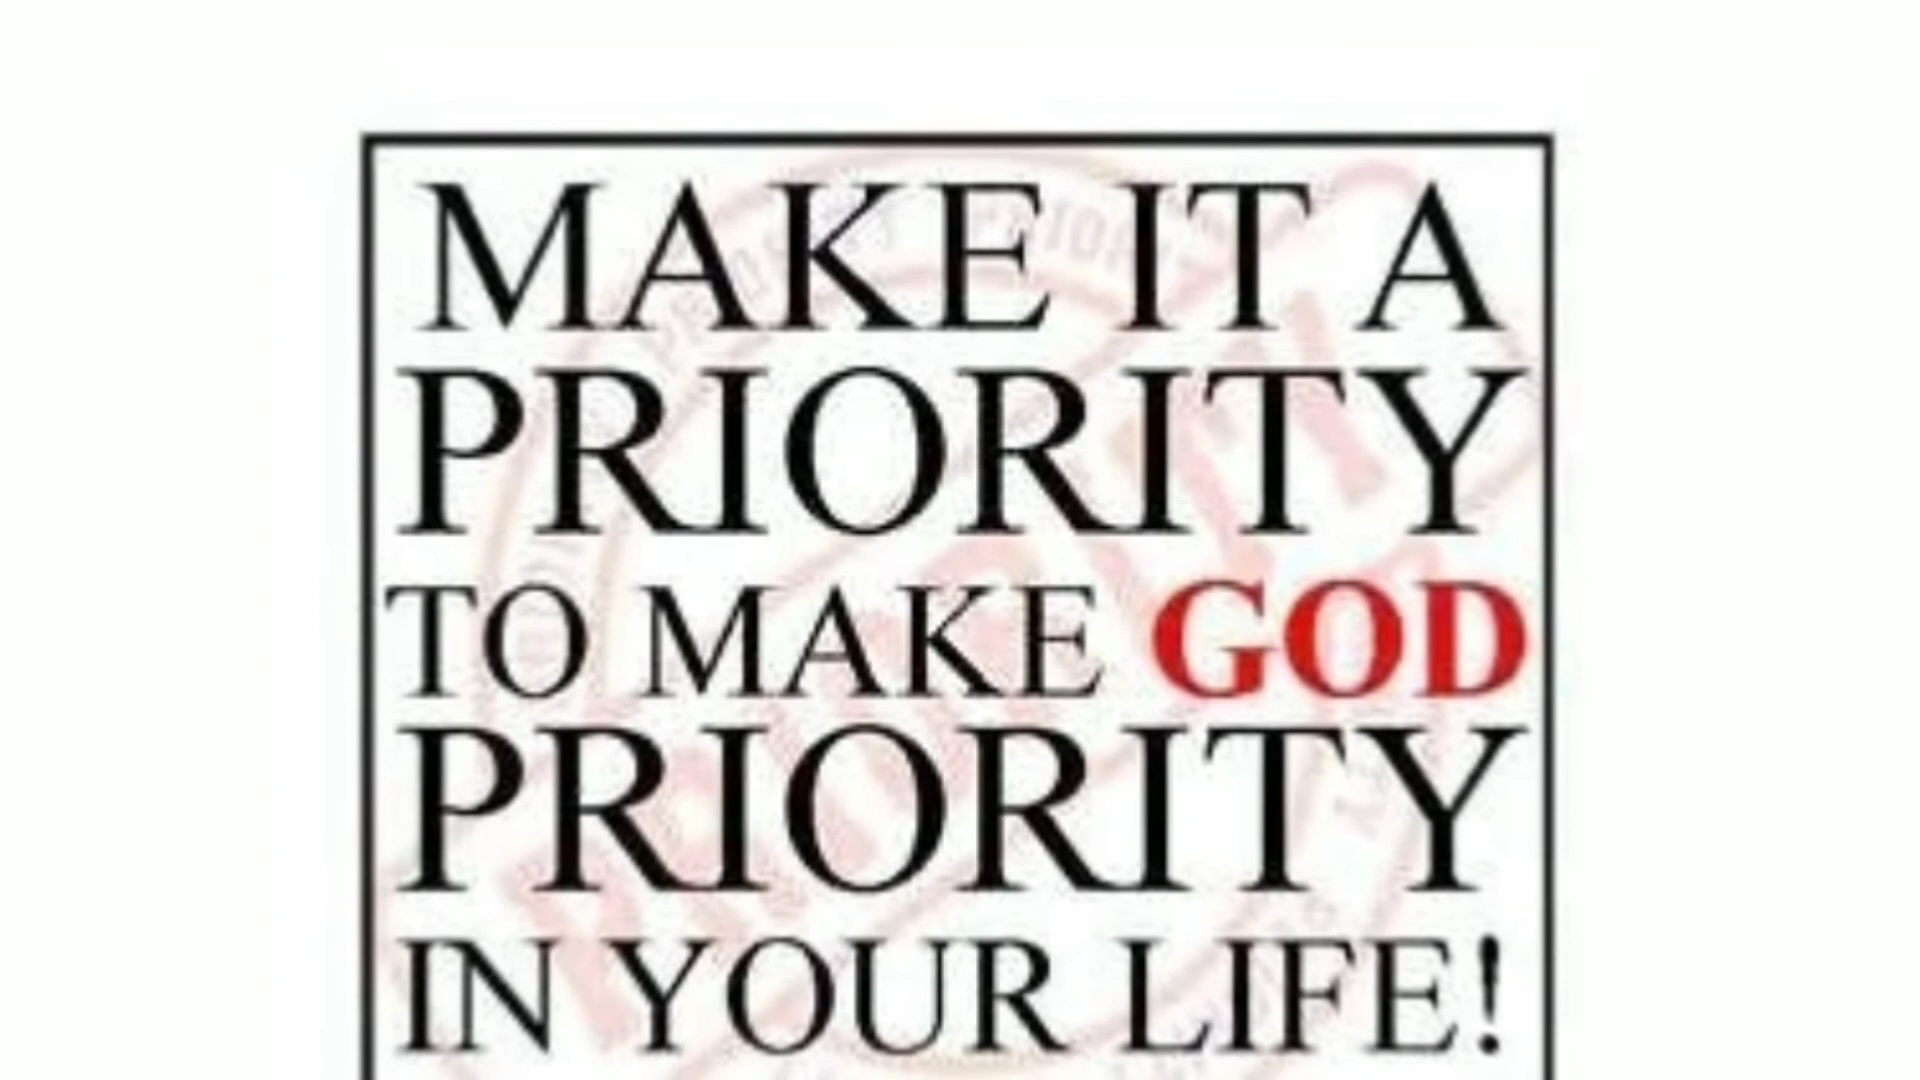 MAKE IT A
PRIORITY
TO MAKE GOD
PRIORITY
IN YOUR LIFE!